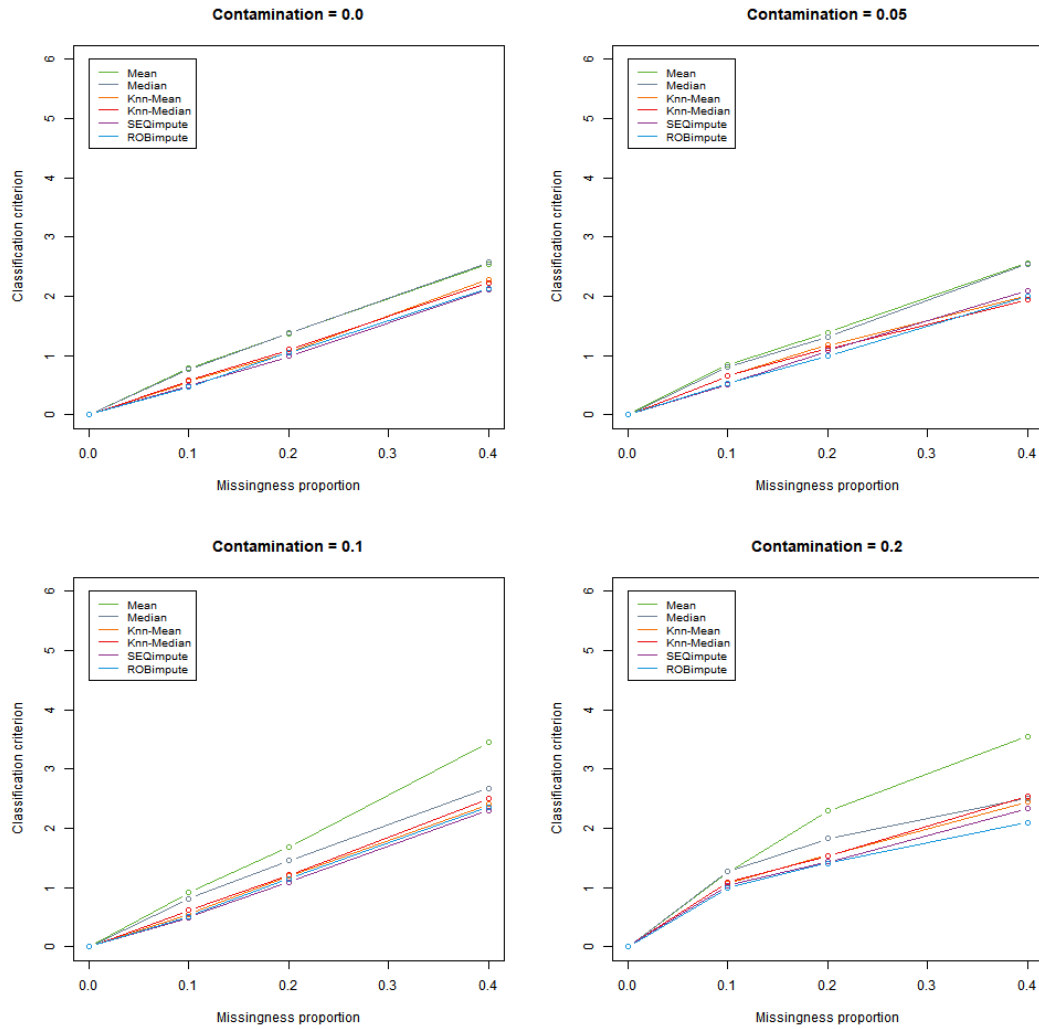 Contamination = 0.0
Classification criterion
6
5
4
3
2
1
0
Mean
Median
Knn-Mean
Knn-Median
SEQimpute
ROBimpute
0.0 0.1 0.2 0.3 0.4
Missingness proportion
Contamination = 0.05
Classification criterion
6
5
4
3
2
1
0
Mean
Median
Knn-Mean
Knn-Median
SEQimpute
ROBimpute
0.0 0.1 0.2 0.3 0.4
Missingness proportion
Contamination = 0.1
Classification criterion
6
5
4
3
2
1
0
Mean
Median
Knn-Mean
Knn-Median
SEQimpute
ROBimpute
0.0 0.1 0.2 0.3 0.4
Missingness proportion
Contamination = 0.2
Classification criterion
6
5
4
3
2
1
0
Mean
Median
Knn-Mean
Knn-Median
SEQimpute
ROBimpute
0.0 0.1 0.2 0.3 0.4
Missingness proportion